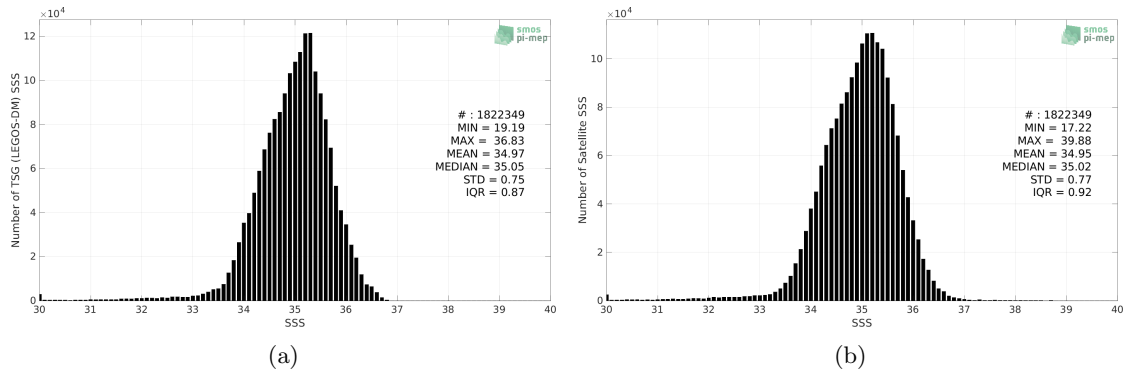 ×10⁴
smos
pi-mep
12
10
8
6
4
2
0
Number of TSG (LEGOS-DM) SSS
# : 1822349
MIN = 19.19
MAX = 36.83
MEAN = 34.97
MEDIAN = 35.05
STD = 0.75
IQR = 0.87
30 31 32 33 34 35 36 37 38 39 40
SSS
(a)
×10⁴
smos
pi-mep
10
8
6
4
2
0
Number of Satellite SSS
# : 1822349
MIN = 17.22
MAX = 39.88
MEAN = 34.95
MEDIAN = 35.02
STD = 0.77
IQR = 0.92
30 31 32 33 34 35 36 37 38 39 40
SSS
(b)